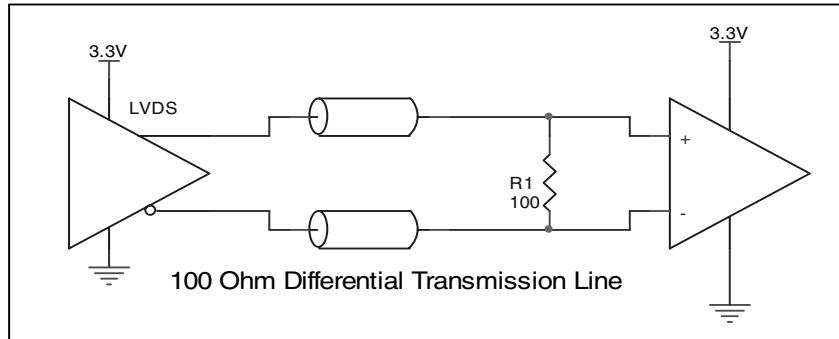 3.3V
3.3V
LVDS
+
R1
100
-
100 Ohm Differential Transmission Line